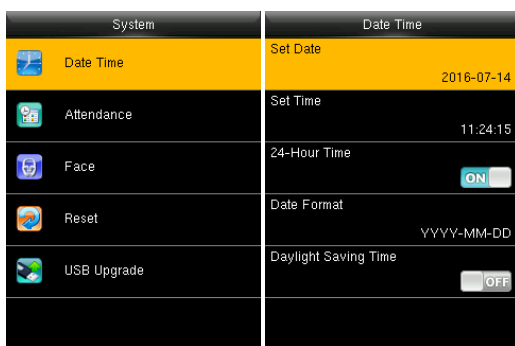 System
Date Time
Attendance
Face
Reset
USB Upgrade
Date Time
Set Date
2016-07-14
Set Time
11:24:15
24-Hour Time
ON
Date Format
YYYY-MM-DD
Daylight Saving Time
OFF